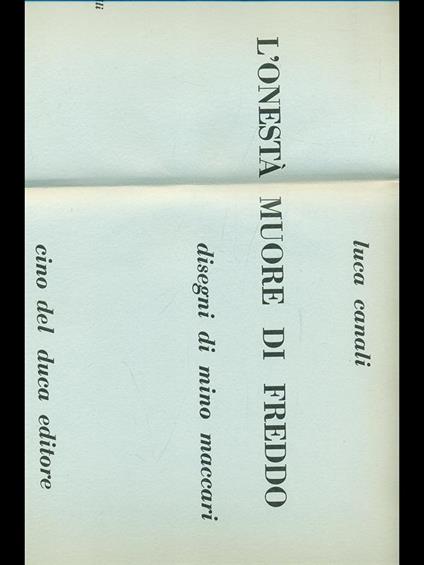 luca canali
L'ONESTÀ MUORE DI FREDDO
disegni di mino maccari
cino del duca editore